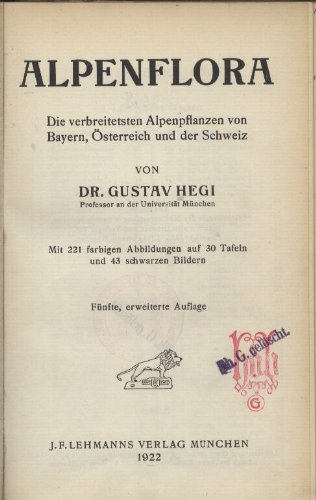 ALPENFLORA
Die verbreitetsten Alpenpflanzen von
Bayern, Österreich und der Schweiz
VON
DR. GUSTAV HEGI
Professor an der Universität München
Mit 221 farbigen Abbildungen auf 30 Tafeln
und 43 schwarzen Bildern
Fünfte, erweiterte Auflage
G. gelöscht.
G
J. F. LEHMANNS VERLAG MÜNCHEN
1922